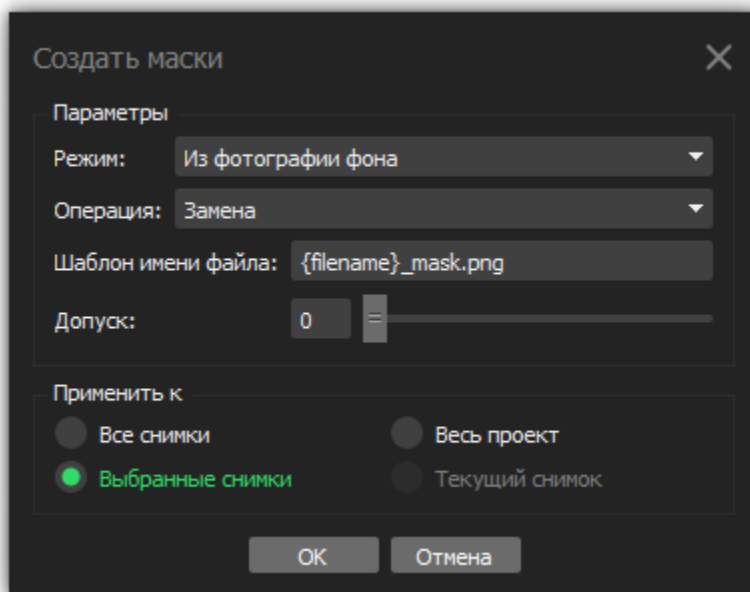 Создать маски
Параметры
Режим: Из фотографии фона
Операция: Замена
Шаблон имени файла: {filename}_mask.png
Допуск: 0
Применить к
Все снимки Весь проект
Выбранные снимки Текущий снимок
OK Отмена